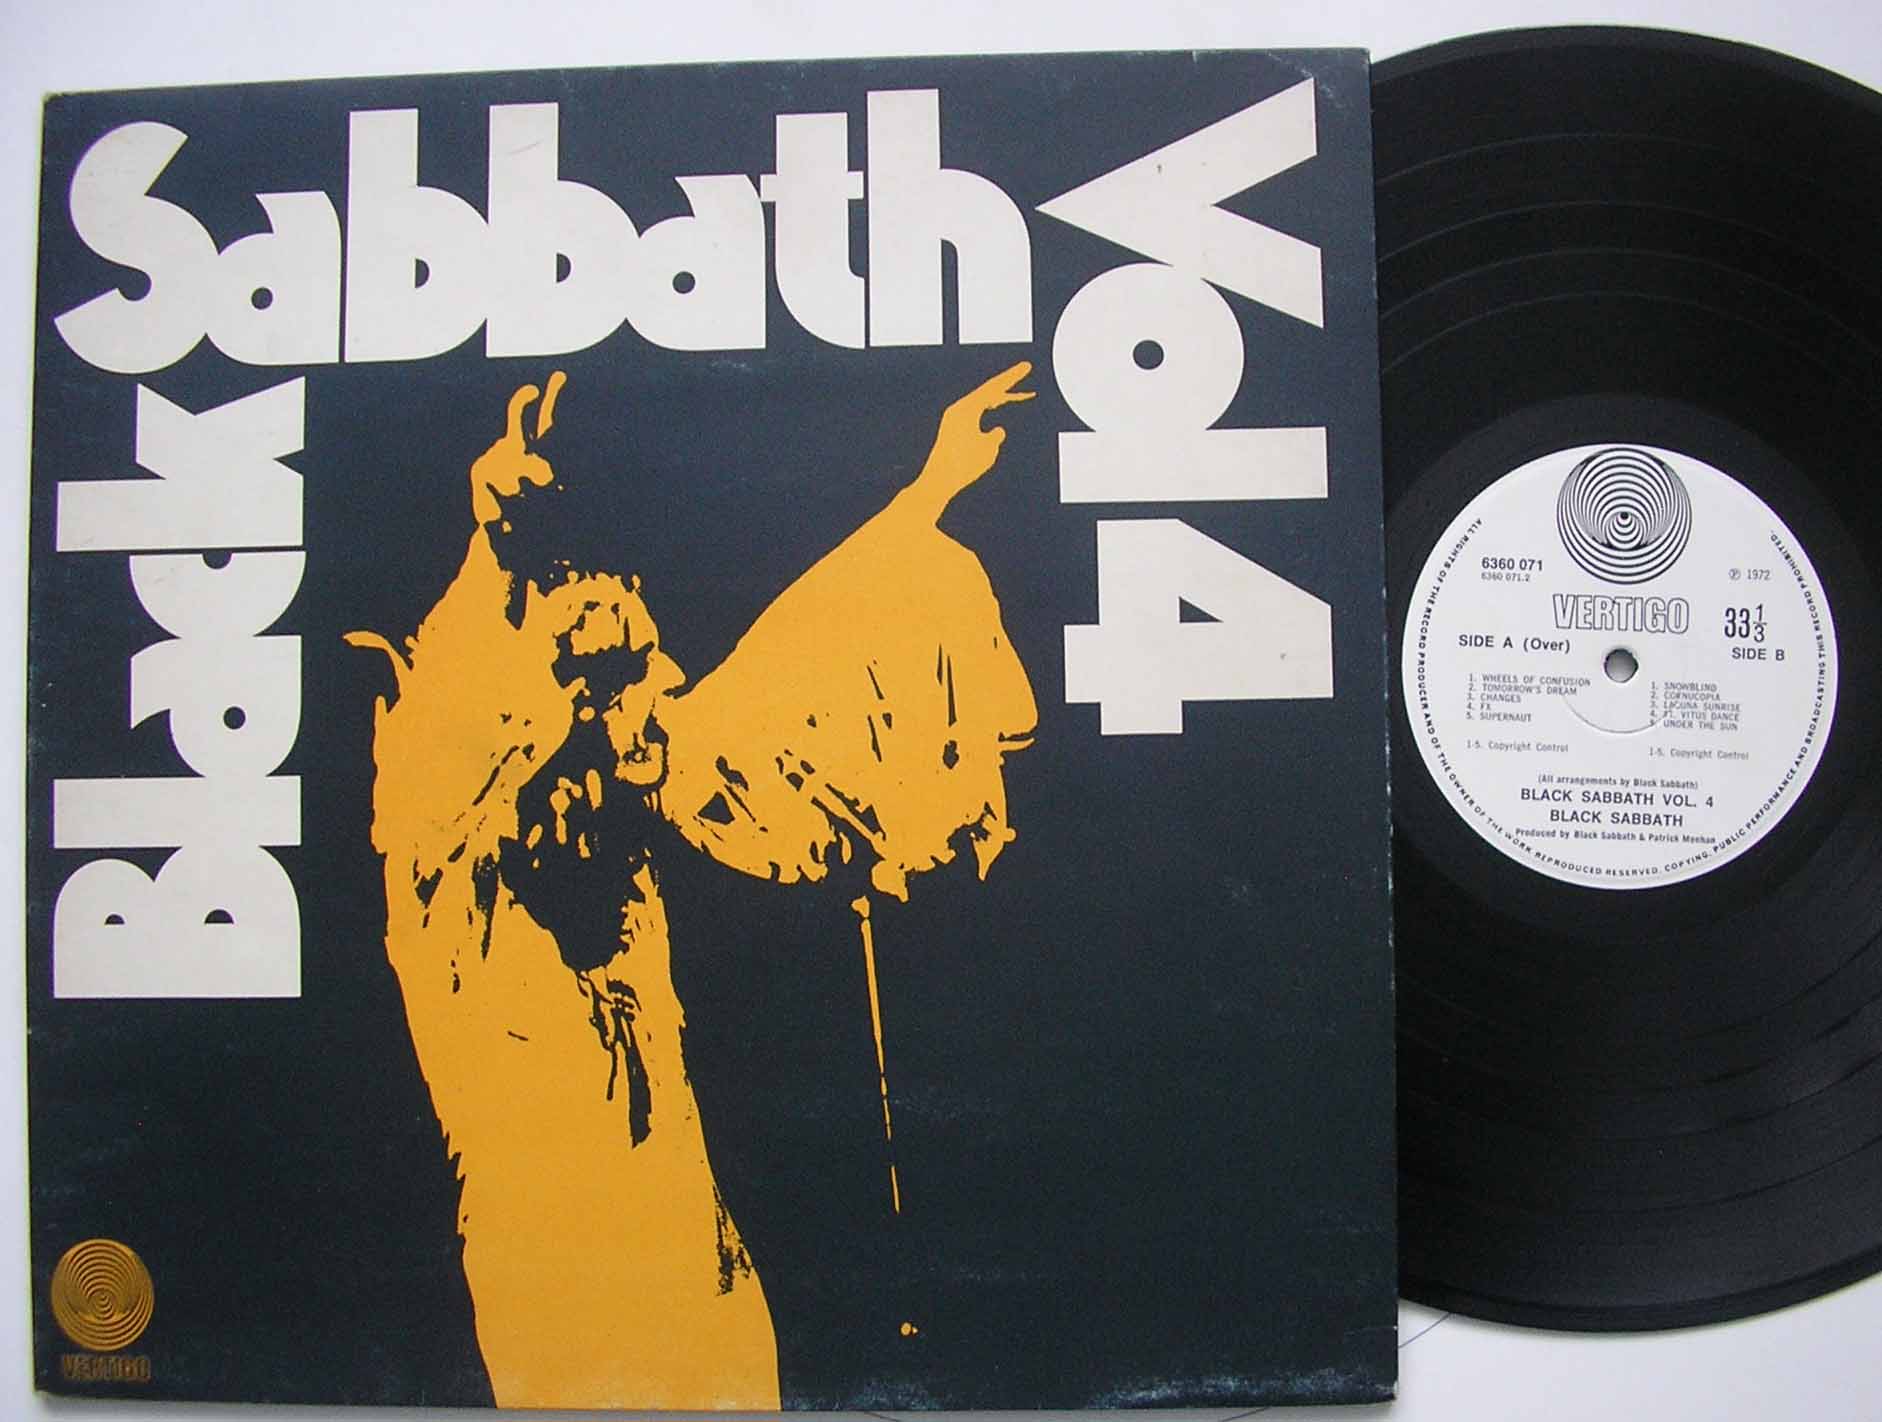 Black
Sabbath
Vol 4
VERTIGO
ALL RIGHTS OF THE RECORD PRODUCER AND OF THE OWNER OF THE WORK REPRODUCED RESERVED. COPYING, PUBLIC PERFORMANCE AND BROADCASTING THIS RECORD PROHIBITED.
6360 071
6360 071.2
℗ 1972
VERTIGO
33 1/3
SIDE A (Over)
SIDE B
1. WHEELS OF CONFUSION
2. TOMORROW'S DREAM
3. CHANGES
4. FX
5. SUPERNAUT
1-5. Copyright Control
1. SNOWBLIND
2. CORNUCOPIA
3. LAGUNA SUNRISE
4. ST. VITUS DANCE
5. UNDER THE SUN
1-5. Copyright Control
(All arrangements by Black Sabbath)
BLACK SABBATH VOL. 4
BLACK SABBATH
Produced by Black Sabbath & Patrick Meehan